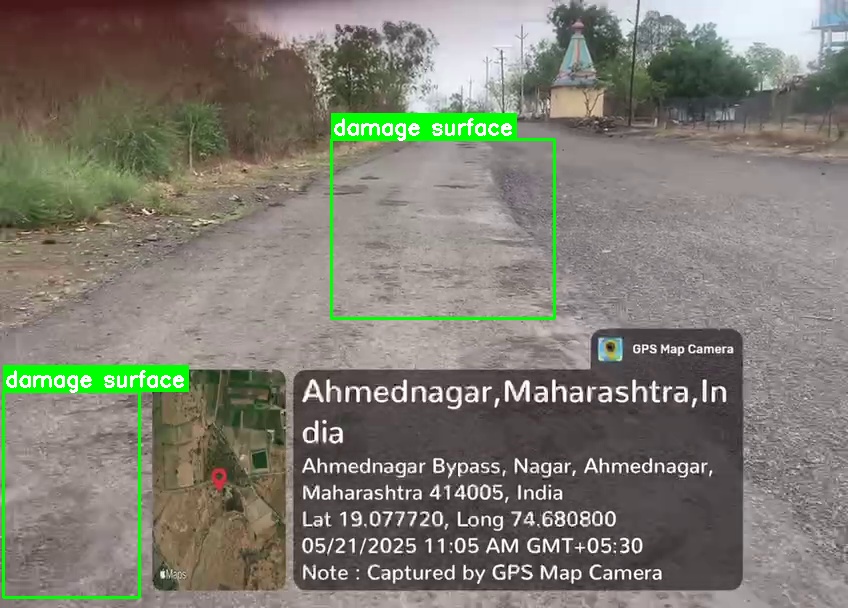 damage surface
damage surface
GPS Map Camera
Ahmednagar,Maharashtra,In
dia
Ahmednagar Bypass, Nagar, Ahmednagar,
Maharashtra 414005, India
Lat 19.077720, Long 74.680800
05/21/2025 11:05 AM GMT+05:30
Note : Captured by GPS Map Camera
Maps